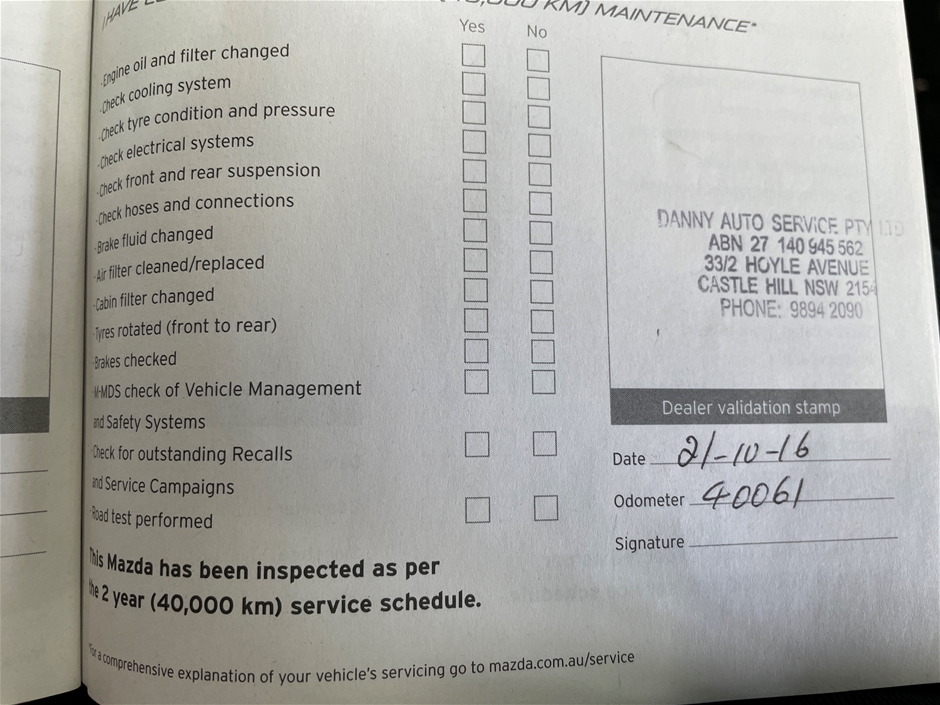 KM) MAINTENANCE*
Yes No
·Engine oil and filter changed
·Check cooling system
·Check tyre condition and pressure
·Check electrical systems
·Check front and rear suspension
·Check hoses and connections
·Brake fluid changed
·Air filter cleaned/replaced
·Cabin filter changed
·Tyres rotated (front to rear)
·Brakes checked
·M-MDS check of Vehicle Management
and Safety Systems
·Check for outstanding Recalls
and Service Campaigns
·Road test performed
This Mazda has been inspected as per
the 2 year (40,000 km) service schedule.
*For a comprehensive explanation of your vehicle's servicing go to mazda.com.au/service
DANNY AUTO SERVICE PTY LTD
ABN 27 140 945 562
33/2 HOYLE AVENUE
CASTLE HILL NSW 2154
PHONE: 9894 2090
Dealer validation stamp
Date 21-10-16
Odometer 40061
Signature